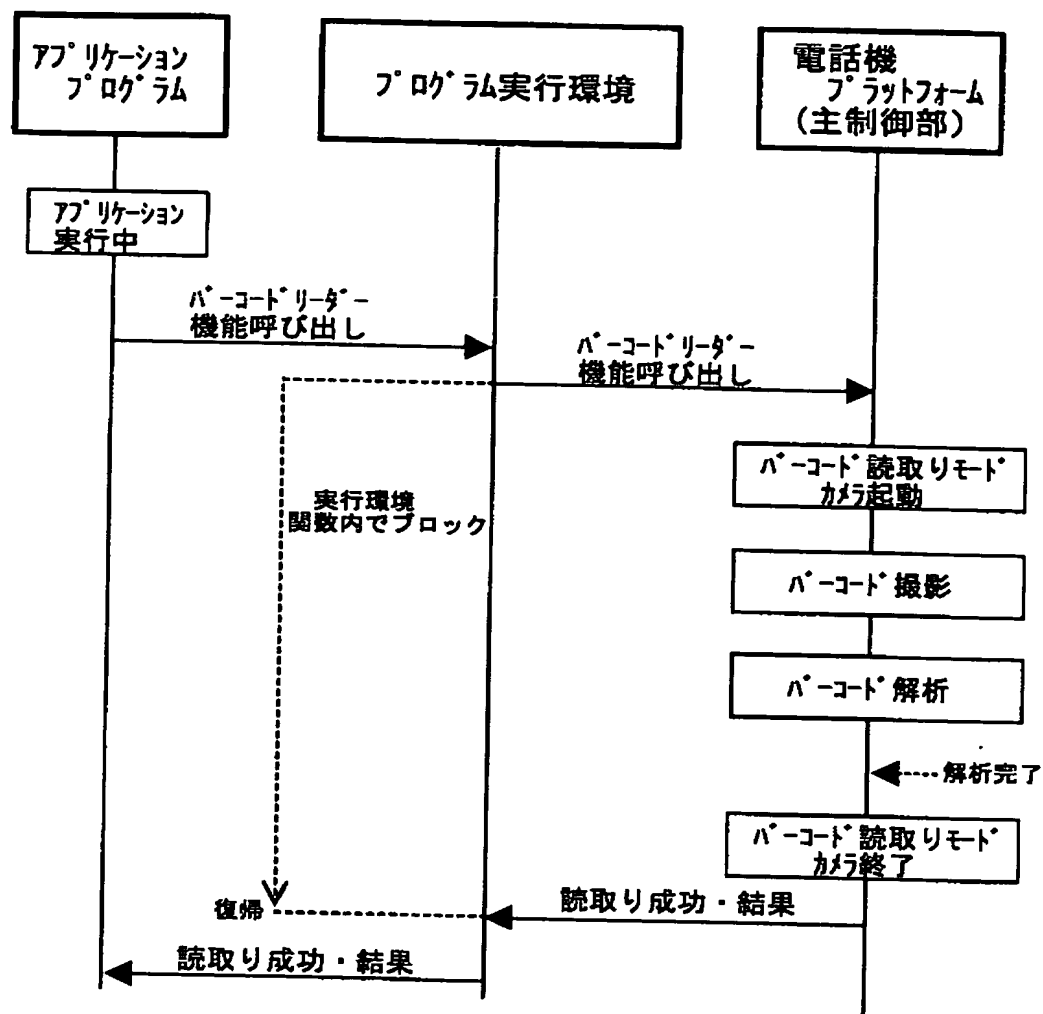 ｱﾌﾟﾘｹｰｼｮﾝ
ﾌﾟﾛｸﾞﾗﾑ
ﾌﾟﾛｸﾞﾗﾑ実行環境
電話機
ﾌﾟﾗｯﾄﾌｫｰﾑ
(主制御部)
ｱﾌﾟﾘｹｰｼｮﾝ
実行中
ﾊﾞｰｺｰﾄﾞﾘｰﾀﾞｰ
機能呼び出し
ﾊﾞｰｺｰﾄﾞﾘｰﾀﾞｰ
機能呼び出し
ﾊﾞｰｺｰﾄﾞ読取りﾓｰﾄﾞ
ｶﾒﾗ起動
実行環境
関数内でブロック
ﾊﾞｰｺｰﾄﾞ撮影
ﾊﾞｰｺｰﾄﾞ解析
解析完了
ﾊﾞｰｺｰﾄﾞ読取りﾓｰﾄﾞ
ｶﾒﾗ終了
復帰
読取り成功・結果
読取り成功・結果